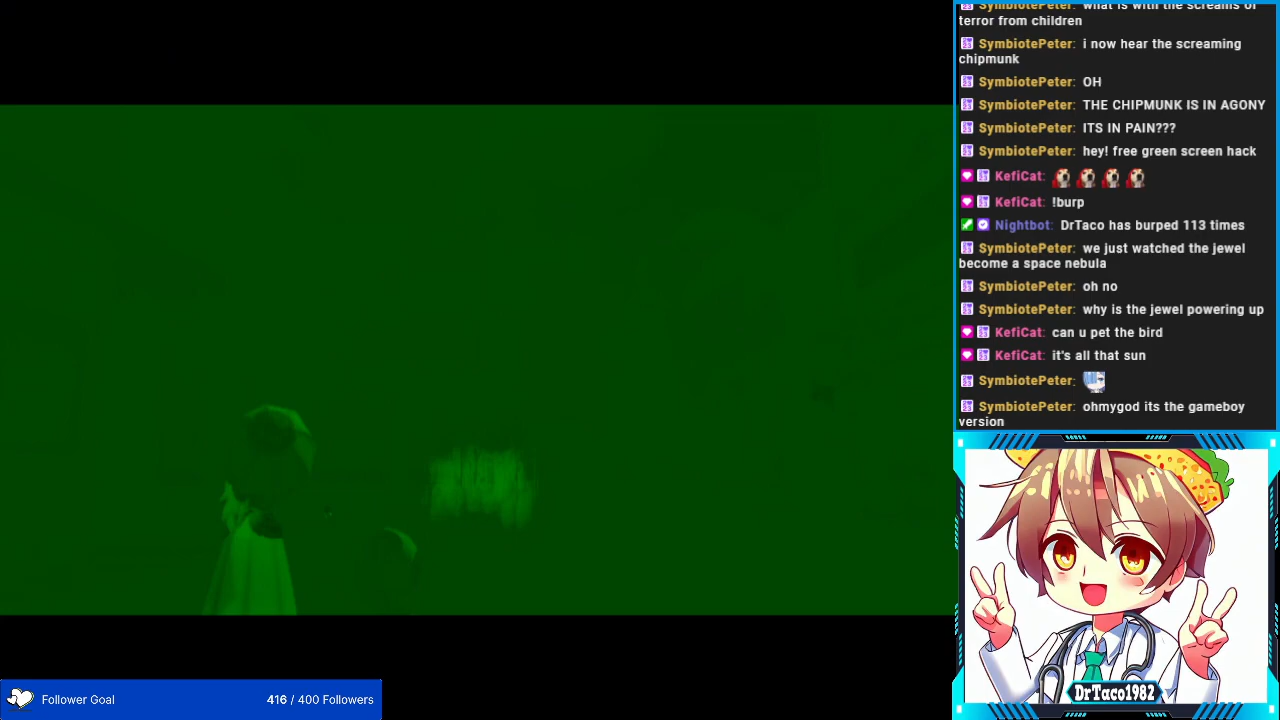 SymbiotePeter: what is with the screams of
terror from children
SymbiotePeter: i now hear the screaming
chipmunk
SymbiotePeter: OH
SymbiotePeter: THE CHIPMUNK IS IN AGONY
SymbiotePeter: ITS IN PAIN???
SymbiotePeter: hey! free green screen hack
KefiCat:
KefiCat: !burp
Nightbot: DrTaco has burped 113 times
SymbiotePeter: we just watched the jewel
become a space nebula
SymbiotePeter: oh no
SymbiotePeter: why is the jewel powering up
KefiCat: can u pet the bird
KefiCat: it's all that sun
SymbiotePeter:
SymbiotePeter: ohmygod its the gameboy
version
DrTaco1982
Follower Goal 416 / 400 Followers